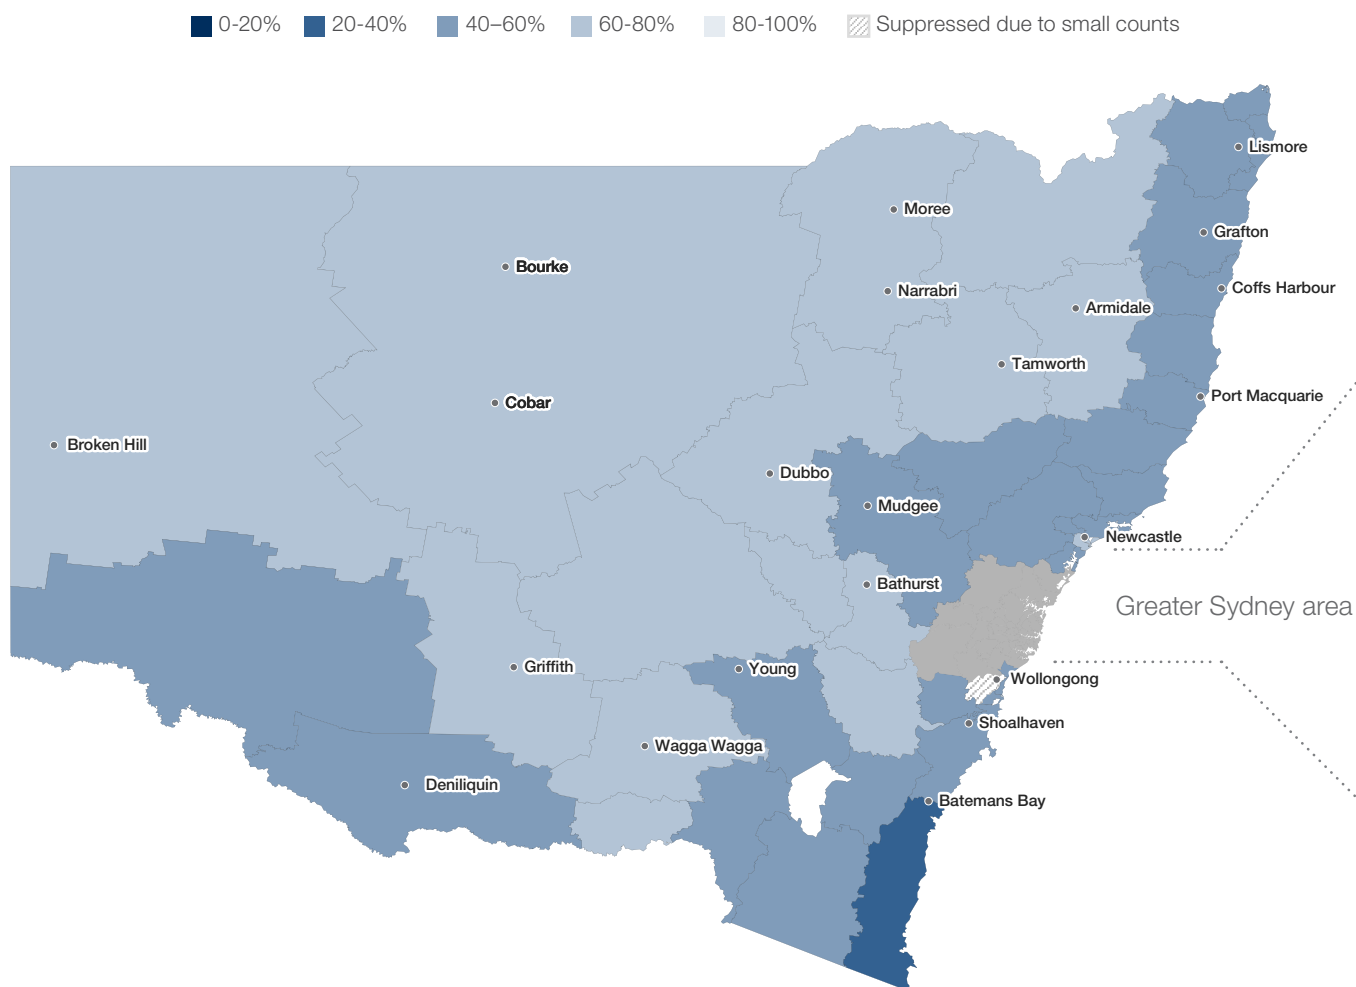 0-20% 20-40% 40–60% 60-80% 80-100% Suppressed due to small counts
Lismore
Moree
Grafton
Bourke
Coffs Harbour
Narrabri
Armidale
Tamworth
Port Macquarie
Cobar
Broken Hill
Dubbo
Mudgee
Newcastle
Bathurst
Greater Sydney area
Griffith
Young
Wollongong
Shoalhaven
Wagga Wagga
Deniliquin
Batemans Bay